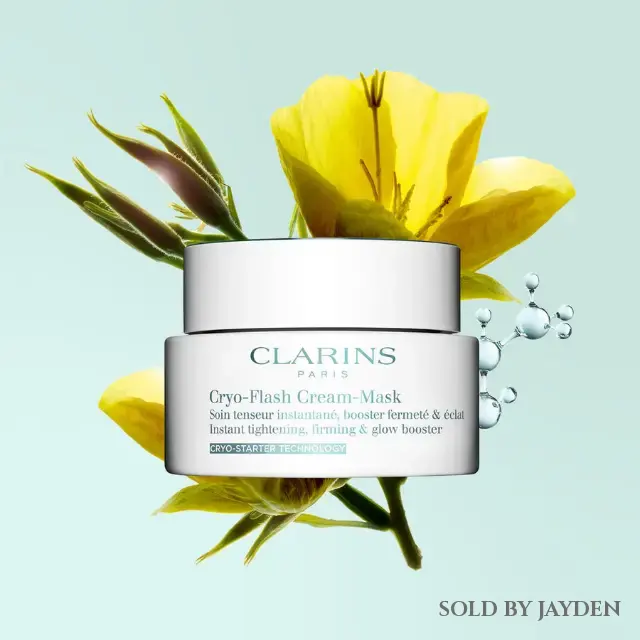 CLARINS
PARIS
Cryo-Flash Cream-Mask
Soin tenseur instantané, booster fermeté & éclat
Instant tightening, firming & glow booster
CRYO-STARTER TECHNOLOGY
SOLD BY JAYDEN